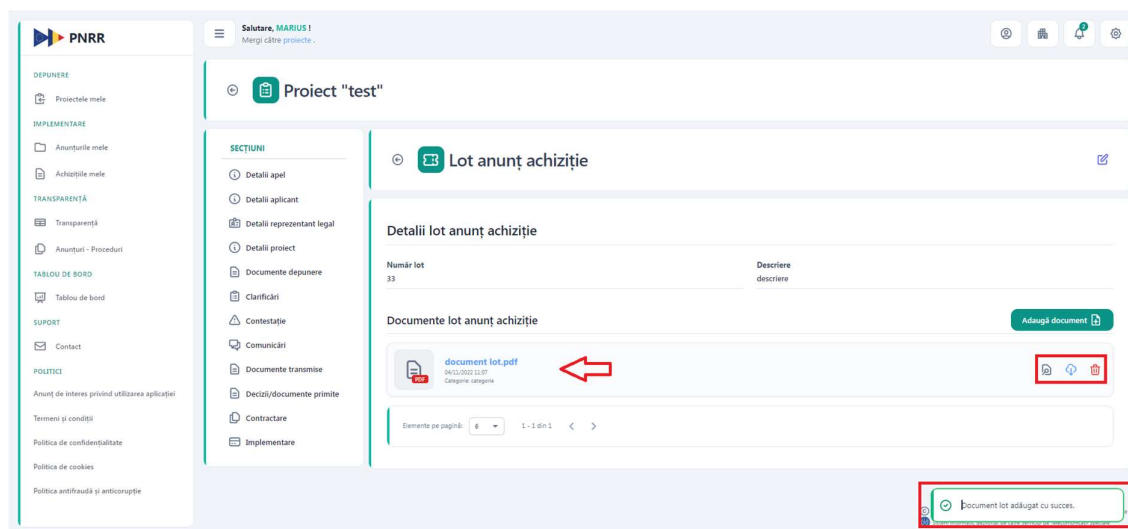 PNRR
DEPUNERE
Proiectele mele
IMPLEMENTARE
Anunțurile mele
Achizițiile mele
TRANSPARENȚĂ
Transparență
Anunțuri - Proceduri
TABLOU DE BORD
Tablou de bord
SUPORT
Contact
POLITICI
Anunț de interes privind utilizarea aplicației
Termeni și condiții
Politica de confidențialitate
Politica de cookies
Politica antifraudă și anticorupție
Salutare, MARIUS !
Mergi către proiecte .
2
Proiect "test"
SECȚIUNI
Detalii apel
Detalii aplicant
Detalii reprezentant legal
Detalii proiect
Documente depunere
Clarificări
Contestație
Comunicări
Documente transmise
Decizii/documente primite
Contractare
Implementare
Lot anunț achiziție
Detalii lot anunț achiziție
Număr lot
33
Descriere
descriere
Documente lot anunț achiziție
Adaugă document
PDF
document lot.pdf
04/11/2022 11:07
Categorie: categorie
Elemente pe pagină: 6 1 - 1 din 1
Document lot adăugat cu succes.